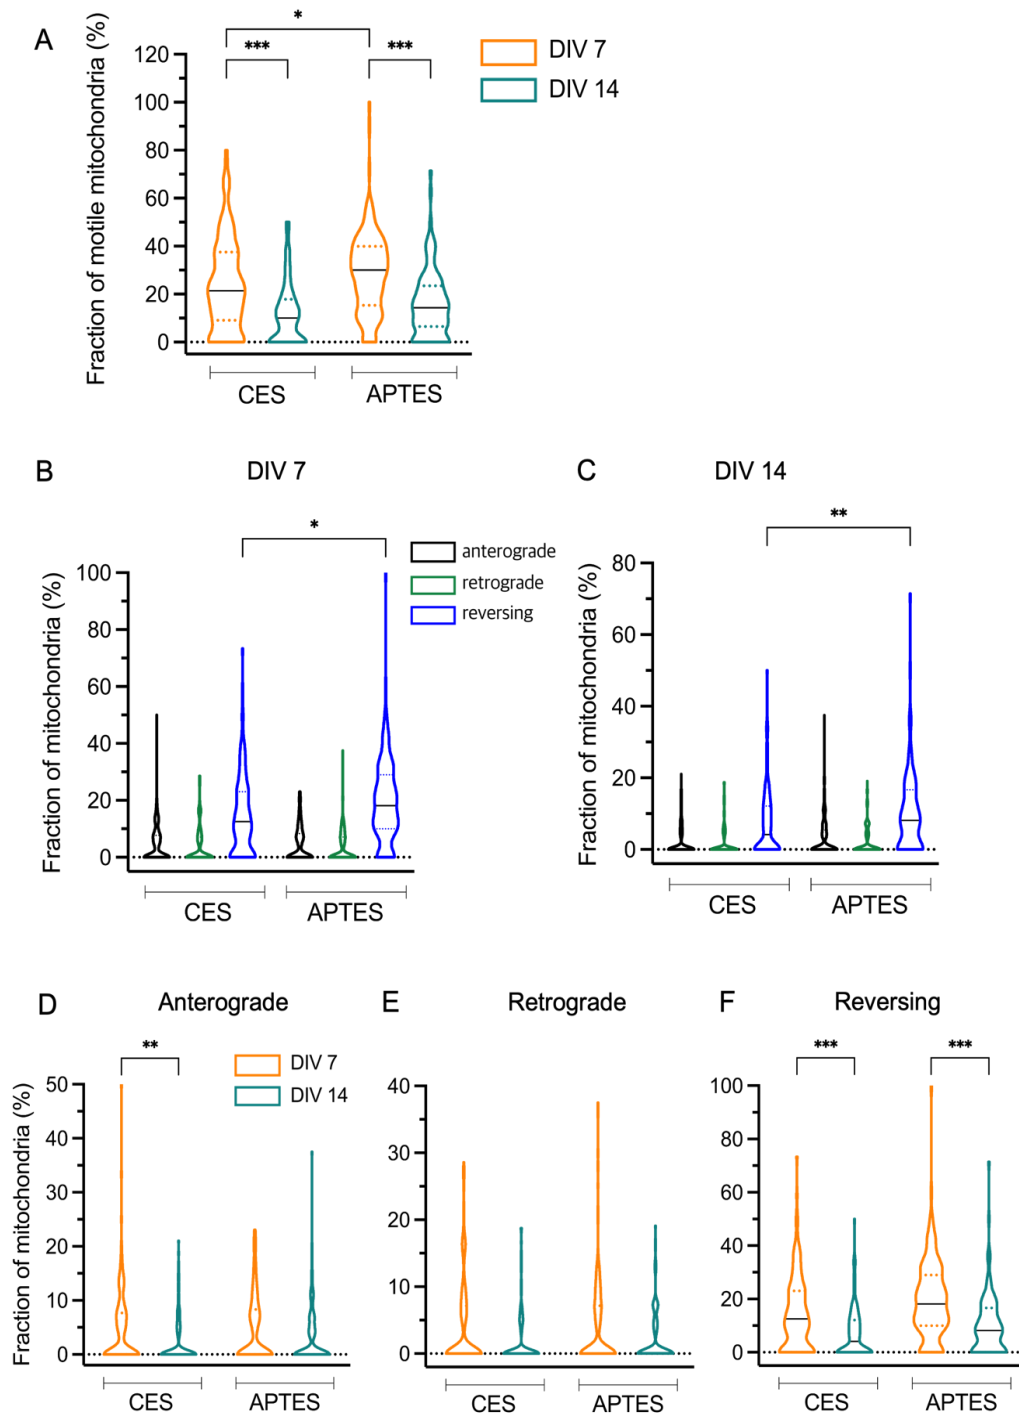 A
Fraction of motile mitochondria (%)
120
100
80
60
40
20
0
*
***
***
DIV 7
DIV 14
CES
APTES
B
DIV 7
Fraction of mitochondria (%)
100
80
60
40
20
0
*
anterograde
retrograde
reversing
CES
APTES
C
DIV 14
Fraction of mitochondria (%)
80
60
40
20
0
**
CES
APTES
D
Anterograde
Fraction of mitochondria (%)
50
40
30
20
10
0
**
DIV 7
DIV 14
CES
APTES
E
Retrograde
40
30
20
10
0
CES
APTES
F
Reversing
100
80
60
40
20
0
***
***
CES
APTES